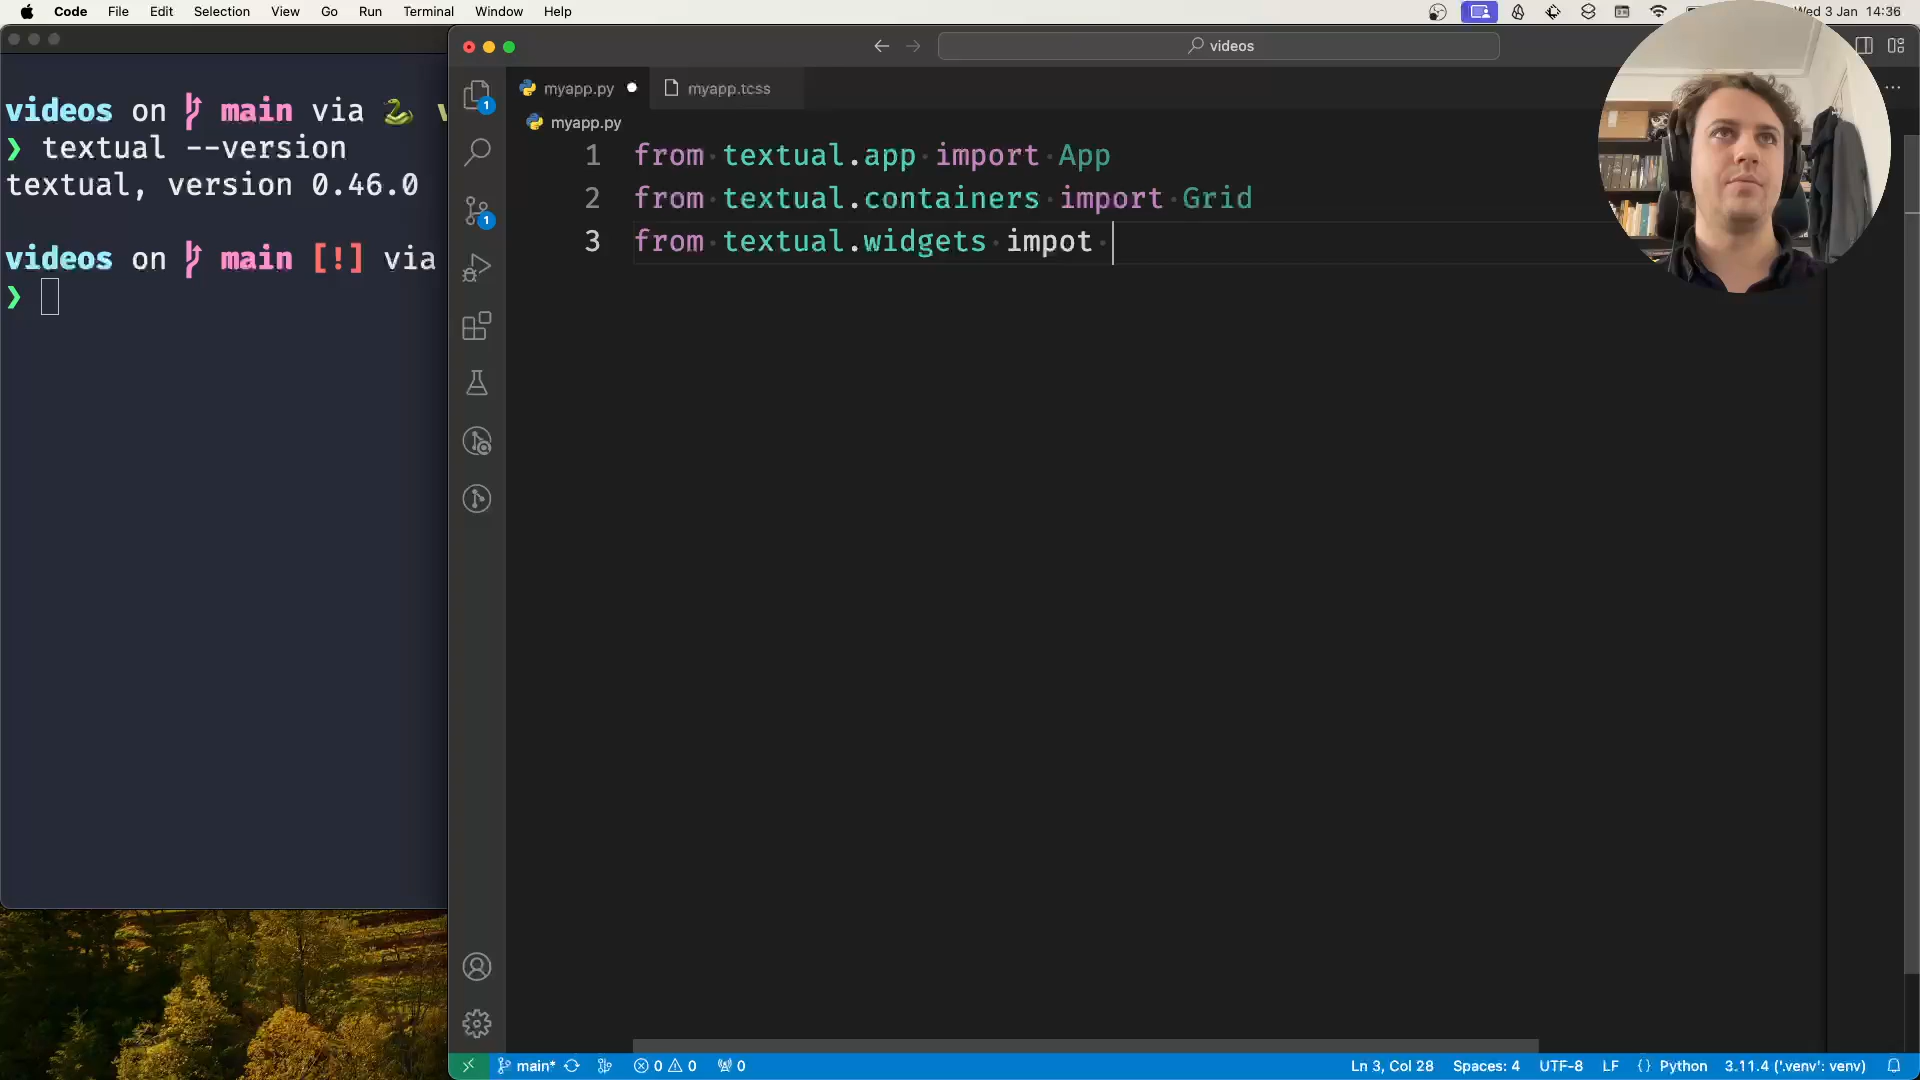 Code File Edit Selection View Go Run Terminal Window Help
Wed 3 Jan 14:36
videos
myapp.py
myapp.tcss
myapp.py
videos on main via
❯ textual --version
textual, version 0.46.0
videos on main [!] via
❯
1 from textual.app import App
2 from textual.containers import Grid
3 from textual.widgets impot
1
1
main* 0 0 0
Ln 3, Col 28 Spaces: 4 UTF-8 LF {} Python 3.11.4 ('.venv': venv)